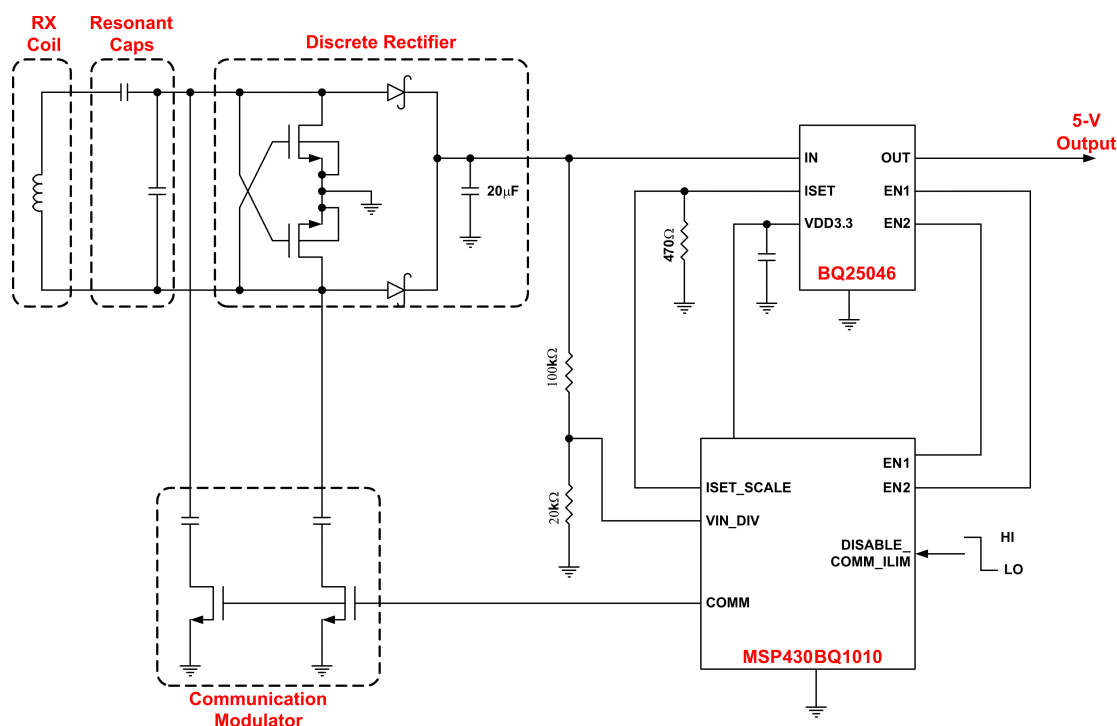 RX
Coil
Resonant
Caps
Discrete Rectifier
20μF
5-V
Output
IN
OUT
ISET
EN1
VDD3.3
EN2
BQ25046
470Ω
100kΩ
20kΩ
ISET_SCALE
VIN_DIV
COMM
EN1
EN2
DISABLE_
COMM_ILIM
HI
LO
MSP430BQ1010
Communication
Modulator